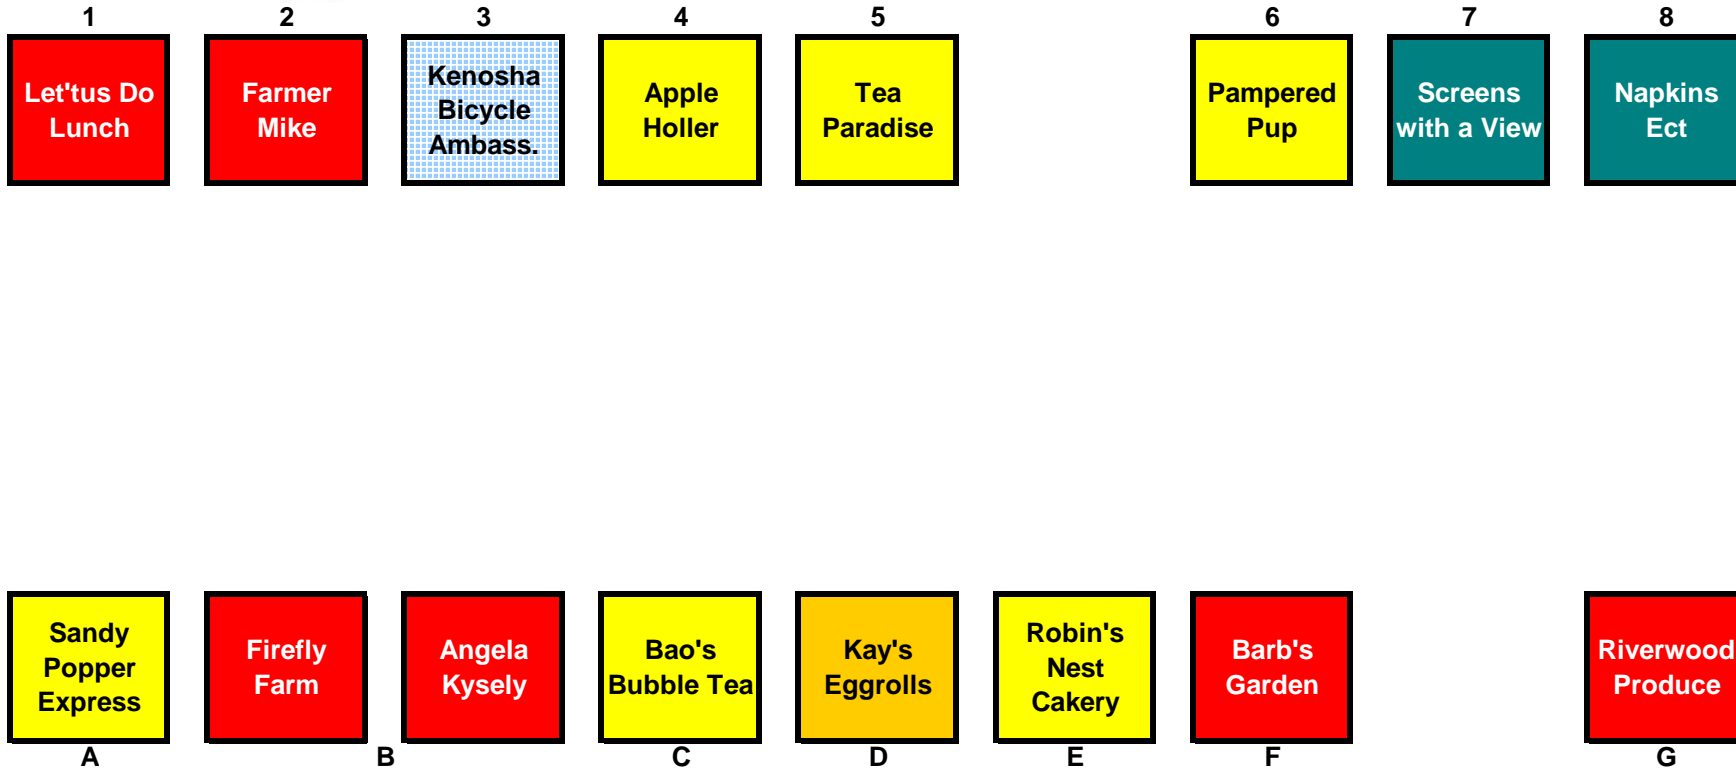 1 2 3 4 5 6 7 8
Let'tus Do
Lunch
Farmer
Mike
Kenosha
Bicycle
Ambass.
Apple
Holler
Tea
Paradise
Pampered
Pup
Screens
with a View
Napkins
Ect
Sandy
Popper
Express
Firefly
Farm
Angela
Kysely
Bao's
Bubble Tea
Kay's
Eggrolls
Robin's
Nest
Cakery
Barb's
Garden
Riverwood
Produce
A B C D E F G